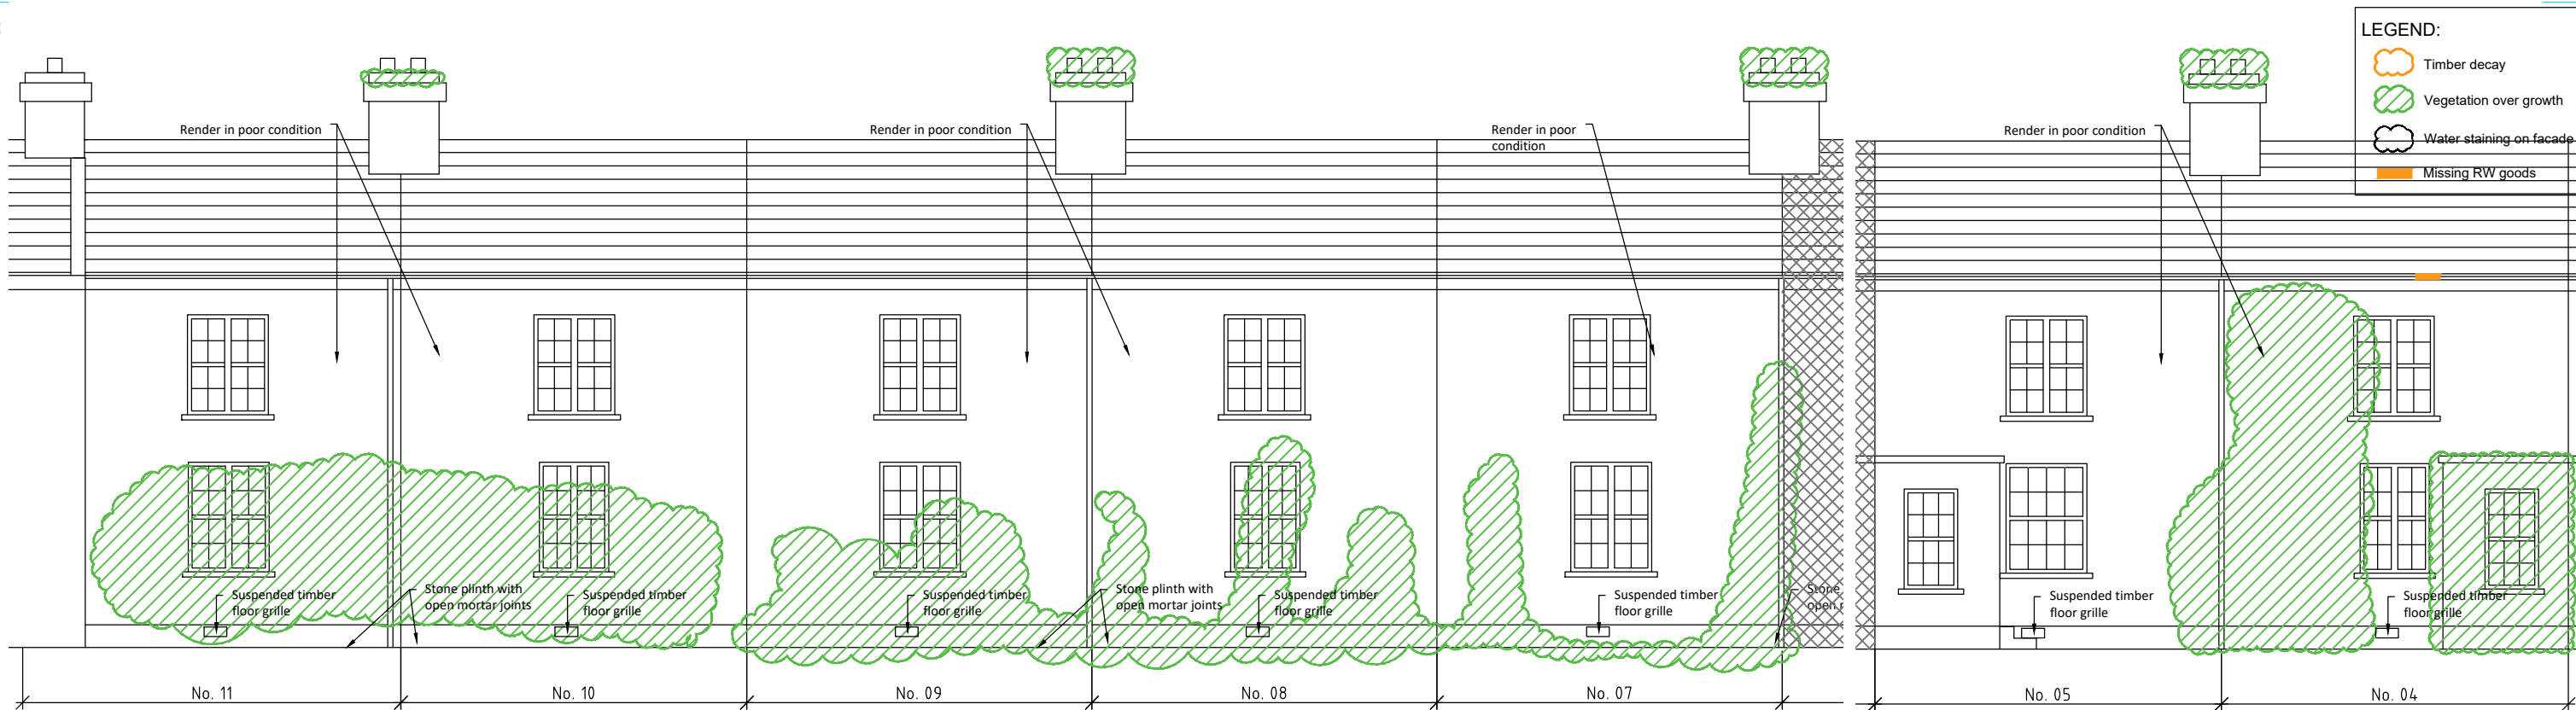 LEGEND:
Timber decay
Vegetation over growth
Water staining on facade
Missing RW goods
Render in poor condition
Render in poor condition
Render in poor
condition
Render in poor condition
Suspended timber
floor grille
Stone plinth with
open mortar joints
Suspended timber
floor grille
Suspended timber
floor grille
Stone plinth with
open mortar joints
Suspended timber
floor grille
Suspended timber
floor grille
Stone
open
Suspended timber
floor grille
Suspended timber
floor grille
No. 11
No. 10
No. 09
No. 08
No. 07
No. 05
No. 04